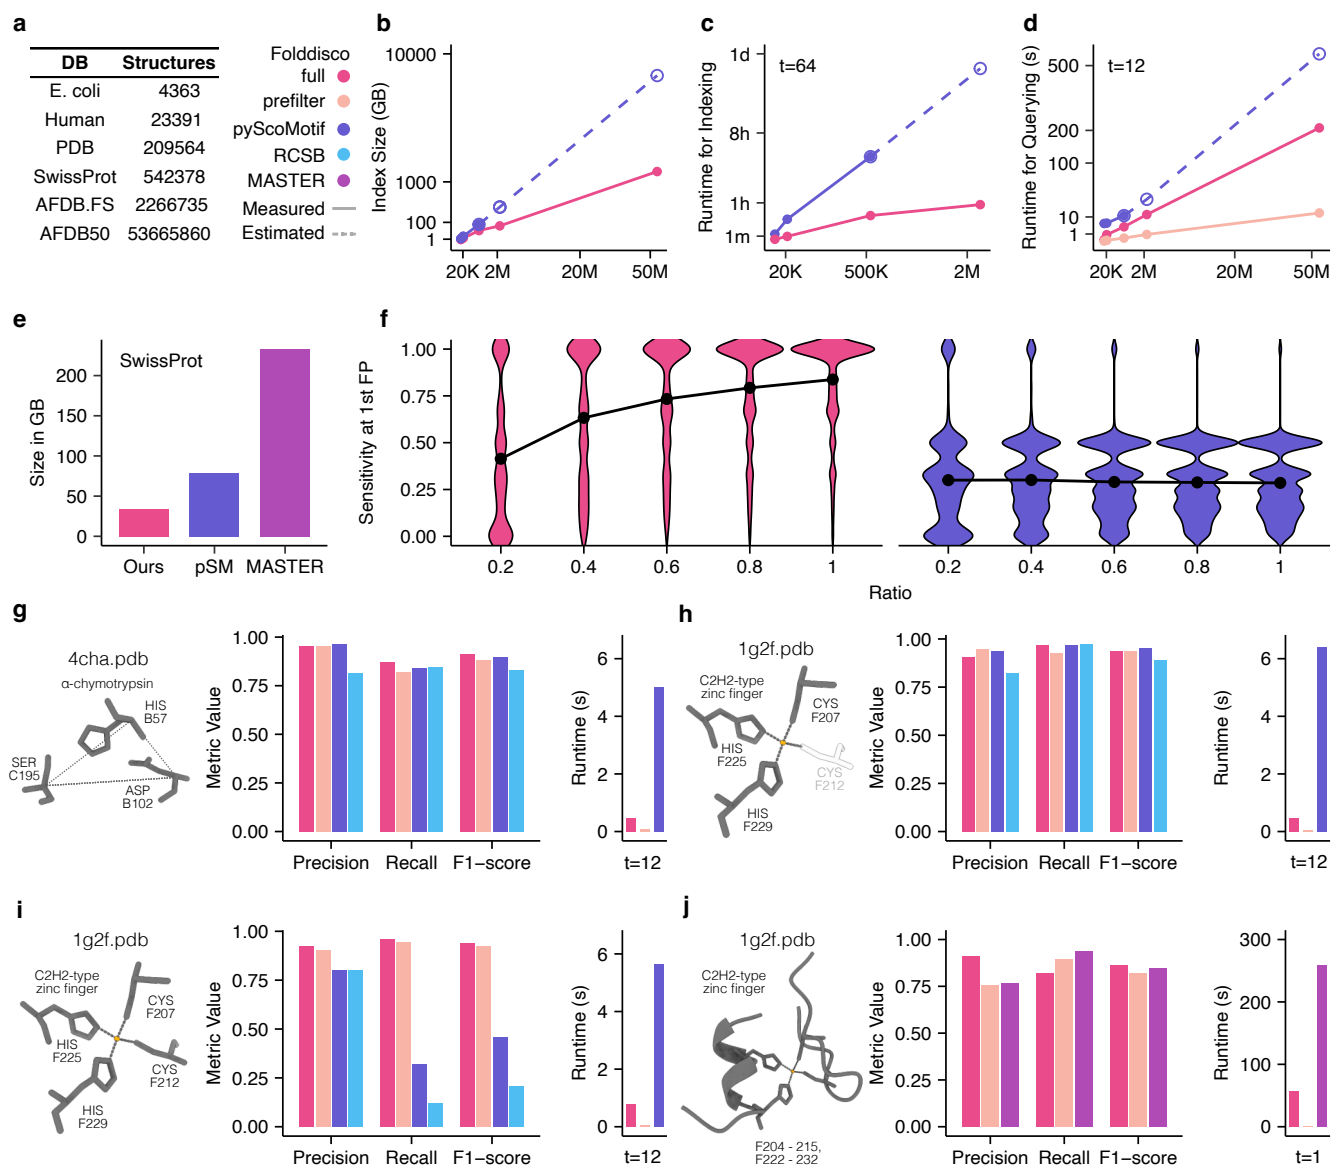 a
DB Structures
E. coli 4363
Human 23391
PDB 209564
SwissProt 542378
AFDB.FS 2266735
AFDB50 53665860
Folddisco
full
prefilter
pyScoMotif
RCSB
MASTER
Measured
Estimated
b
Index Size (GB)
10000
1000
100
1
20K 2M 20M 50M
c
Runtime for Indexing
t=64
1d
8h
1h
1m
20K 500K 2M
d
Runtime for Querying (s)
t=12
500
200
100
10
1
20K 2M 20M 50M
e
SwissProt
Size in GB
200
150
100
50
0
Ours pSM MASTER
f
Sensitivity at 1st FP
1.00
0.75
0.50
0.25
0.00
0.2 0.4 0.6 0.8 1
0.2 0.4 0.6 0.8 1
Ratio
g
4cha.pdb
α-chymotrypsin
HIS
B57
SER
C195
ASP
B102
Metric Value
1.00
0.75
0.50
0.25
0.00
Precision Recall F1-score
Runtime (s)
6
4
2
0
t=12
h
1g2f.pdb
C2H2-type
zinc finger
CYS
F207
HIS
F225
CYS
F212
HIS
F229
Metric Value
1.00
0.75
0.50
0.25
0.00
Precision Recall F1-score
Runtime (s)
6
4
2
0
t=12
i
1g2f.pdb
C2H2-type
zinc finger
CYS
F207
HIS
F225
CYS
F212
HIS
F229
Metric Value
1.00
0.75
0.50
0.25
0.00
Precision Recall F1-score
Runtime (s)
6
4
2
0
t=12
j
1g2f.pdb
C2H2-type
zinc finger
F204 - 215,
F222 - 232
Metric Value
1.00
0.75
0.50
0.25
0.00
Precision Recall F1-score
Runtime (s)
300
200
100
0
t=1